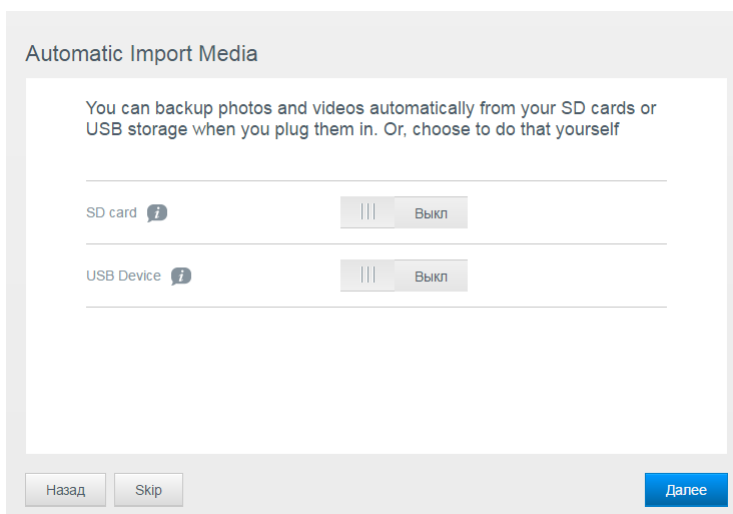 Automatic Import Media
You can backup photos and videos automatically from your SD cards or
USB storage when you plug them in. Or, choose to do that yourself
SD card
Выкл
USB Device
Выкл
Назад
Skip
Далее